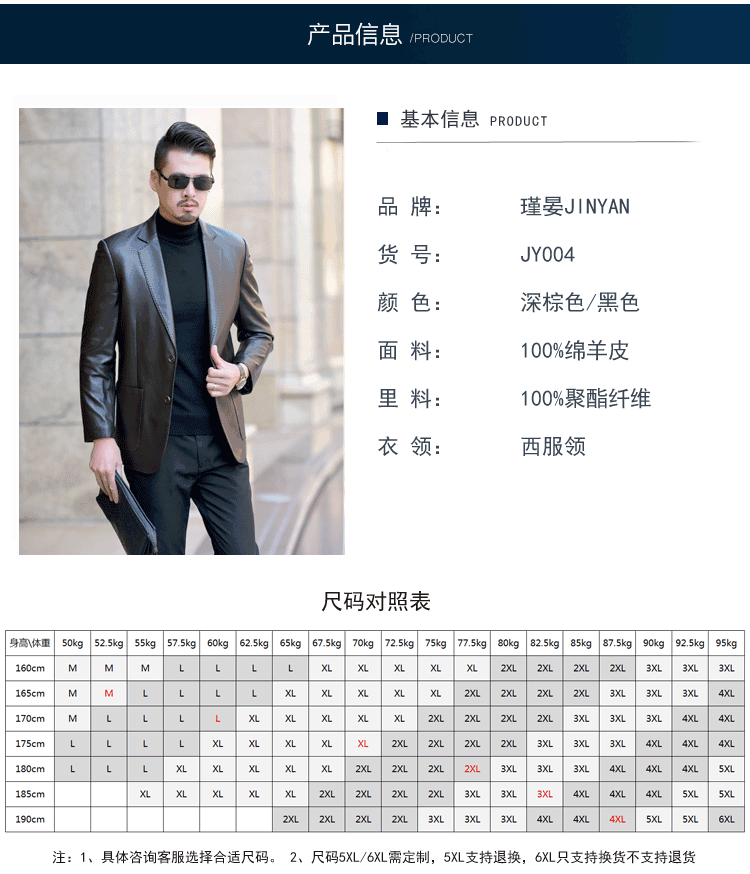 产品信息 /PRODUCT
基本信息 PRODUCT
品 牌： 瑾晏JINYAN
货 号： JY004
颜 色： 深棕色/黑色
面 料： 100%绵羊皮
里 料： 100%聚酯纤维
衣 领： 西服领
尺码对照表
身高\体重 50kg 52.5kg 55kg 57.5kg 60kg 62.5kg 65kg 67.5kg 70kg 72.5kg 75kg 77.5kg 80kg 82.5kg 85kg 87.5kg 90kg 92.5kg 95kg
160cm M M M L L L L XL XL XL XL XL 2XL 2XL 2XL 2XL 3XL 3XL 3XL
165cm M M L L L L XL XL XL XL XL 2XL 2XL 2XL 2XL 3XL 3XL 3XL 4XL
170cm M L L L L XL XL XL XL XL 2XL 2XL 2XL 2XL 3XL 3XL 3XL 4XL 4XL
175cm L L L L XL XL XL XL XL 2XL 2XL 2XL 2XL 3XL 3XL 3XL 4XL 4XL 4XL
180cm L L L XL XL XL XL XL 2XL 2XL 2XL 2XL 3XL 3XL 3XL 4XL 4XL 4XL 5XL
185cm XL XL XL XL XL 2XL 2XL 2XL 2XL 3XL 3XL 3XL 4XL 4XL 4XL 5XL 5XL
190cm 2XL 2XL 2XL 2XL 3XL 3XL 3XL 4XL 4XL 4XL 5XL 5XL 6XL
注：1、具体咨询客服选择合适尺码。 2、尺码5XL/6XL需定制，5XL支持退换，6XL只支持换货不支持退货